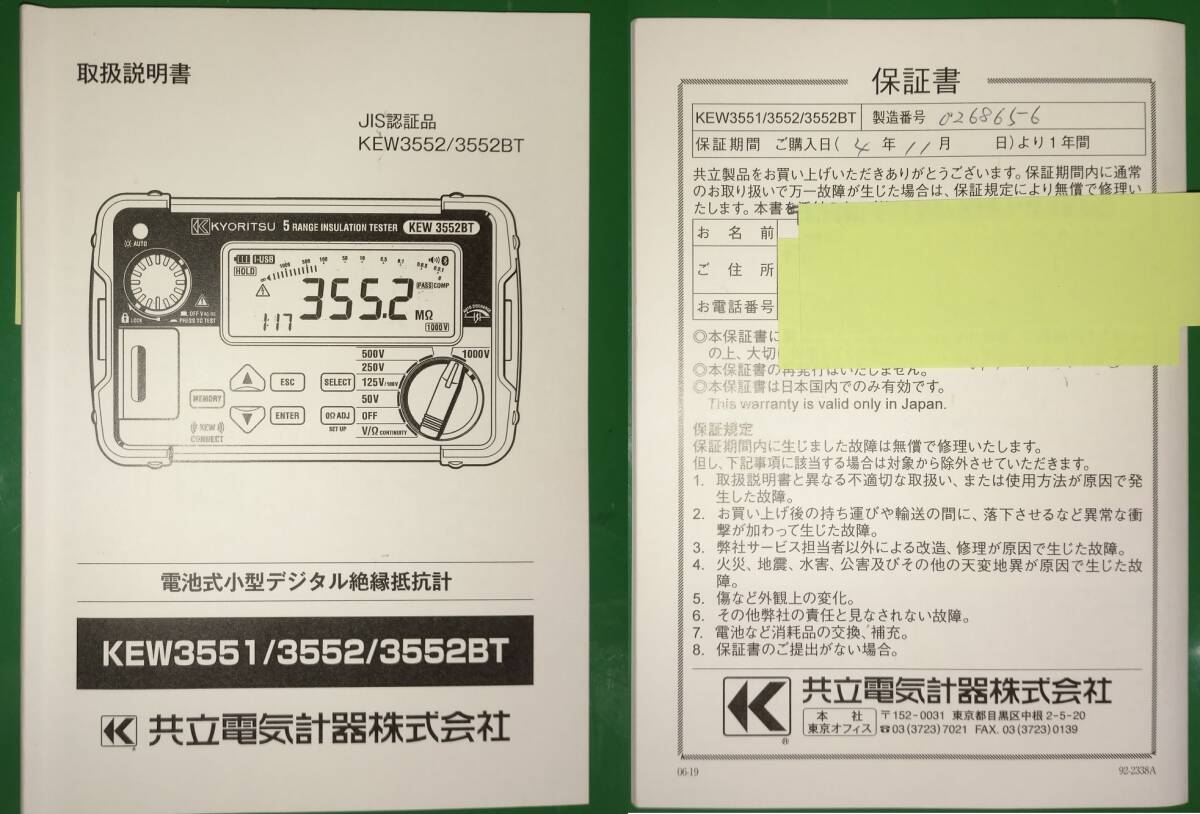 取扱説明書
JIS認証品
KEW3552/3552BT
KYORITSU 5 RANGE INSULATION TESTER KEW 3552BT
AUTO
USB
HOLD
PASS COMP
355.2 MΩ
1:17
1000V
LOCK
OFF
PRESS TO TEST
500V 1000V
250V
125V/100V
50V
OFF
V/Ω CONTINUITY
ESC SELECT
MEMORY
ENTER 0Ω ADJ
SET UP
KEW
CONNECT
電池式小型デジタル絶縁抵抗計
KEW3551/3552/3552BT
共立電気計器株式会社
保証書
KEW3551/3552/3552BT 製造番号 0268656
保証期間 ご購入日( 4 年 11 月 日)より1年間
共立製品をお買い上げいただきありがとうございます。保証期間内に通常
のお取り扱いで万一故障が生じた場合は、保証規定により無償で修理い
たします。本書を
お名前
ご住所
お電話番号
◎本保証書に
の上、大切に
◎本保証書の再発行はいたしません。
◎本保証書は日本国内でのみ有効です。
This warranty is valid only in Japan.
保証規定
保証期間内に生じました故障は無償で修理いたします。
但し、下記事項に該当する場合は対象から除外させていただきます。
1. 取扱説明書と異なる不適切な取扱い、または使用方法が原因で発
生した故障。
2. お買い上げ後の持ち運びや輸送の間に、落下させるなど異常な衝
撃が加わって生じた故障。
3. 弊社サービス担当者以外による改造、修理が原因で生じた故障。
4. 火災、地震、水害、公害及びその他の天変地異が原因で生じた故
障。
5. 傷など外観上の変化。
6. その他弊社の責任と見なされない故障。
7. 電池など消耗品の交換、補充。
8. 保証書のご提出がない場合。
共立電気計器株式会社
本社
東京オフィス
〒152-0031 東京都目黒区中根2-5-20
☎03(3723)7021 FAX. 03(3723)0139
06-19 92-2338A